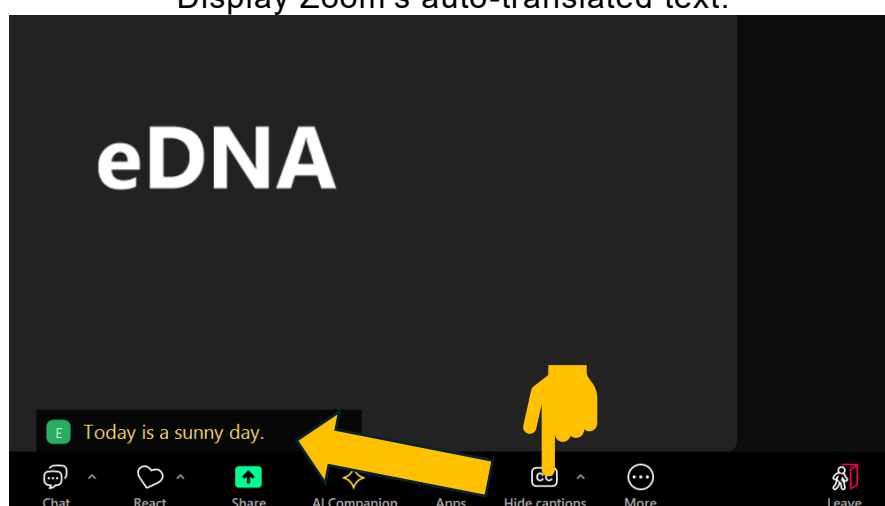 Display Zoom's auto-translated text.
eDNA
E Today is a sunny day.
CC
Chat React Share AI Companion Apps Hide captions More Leave